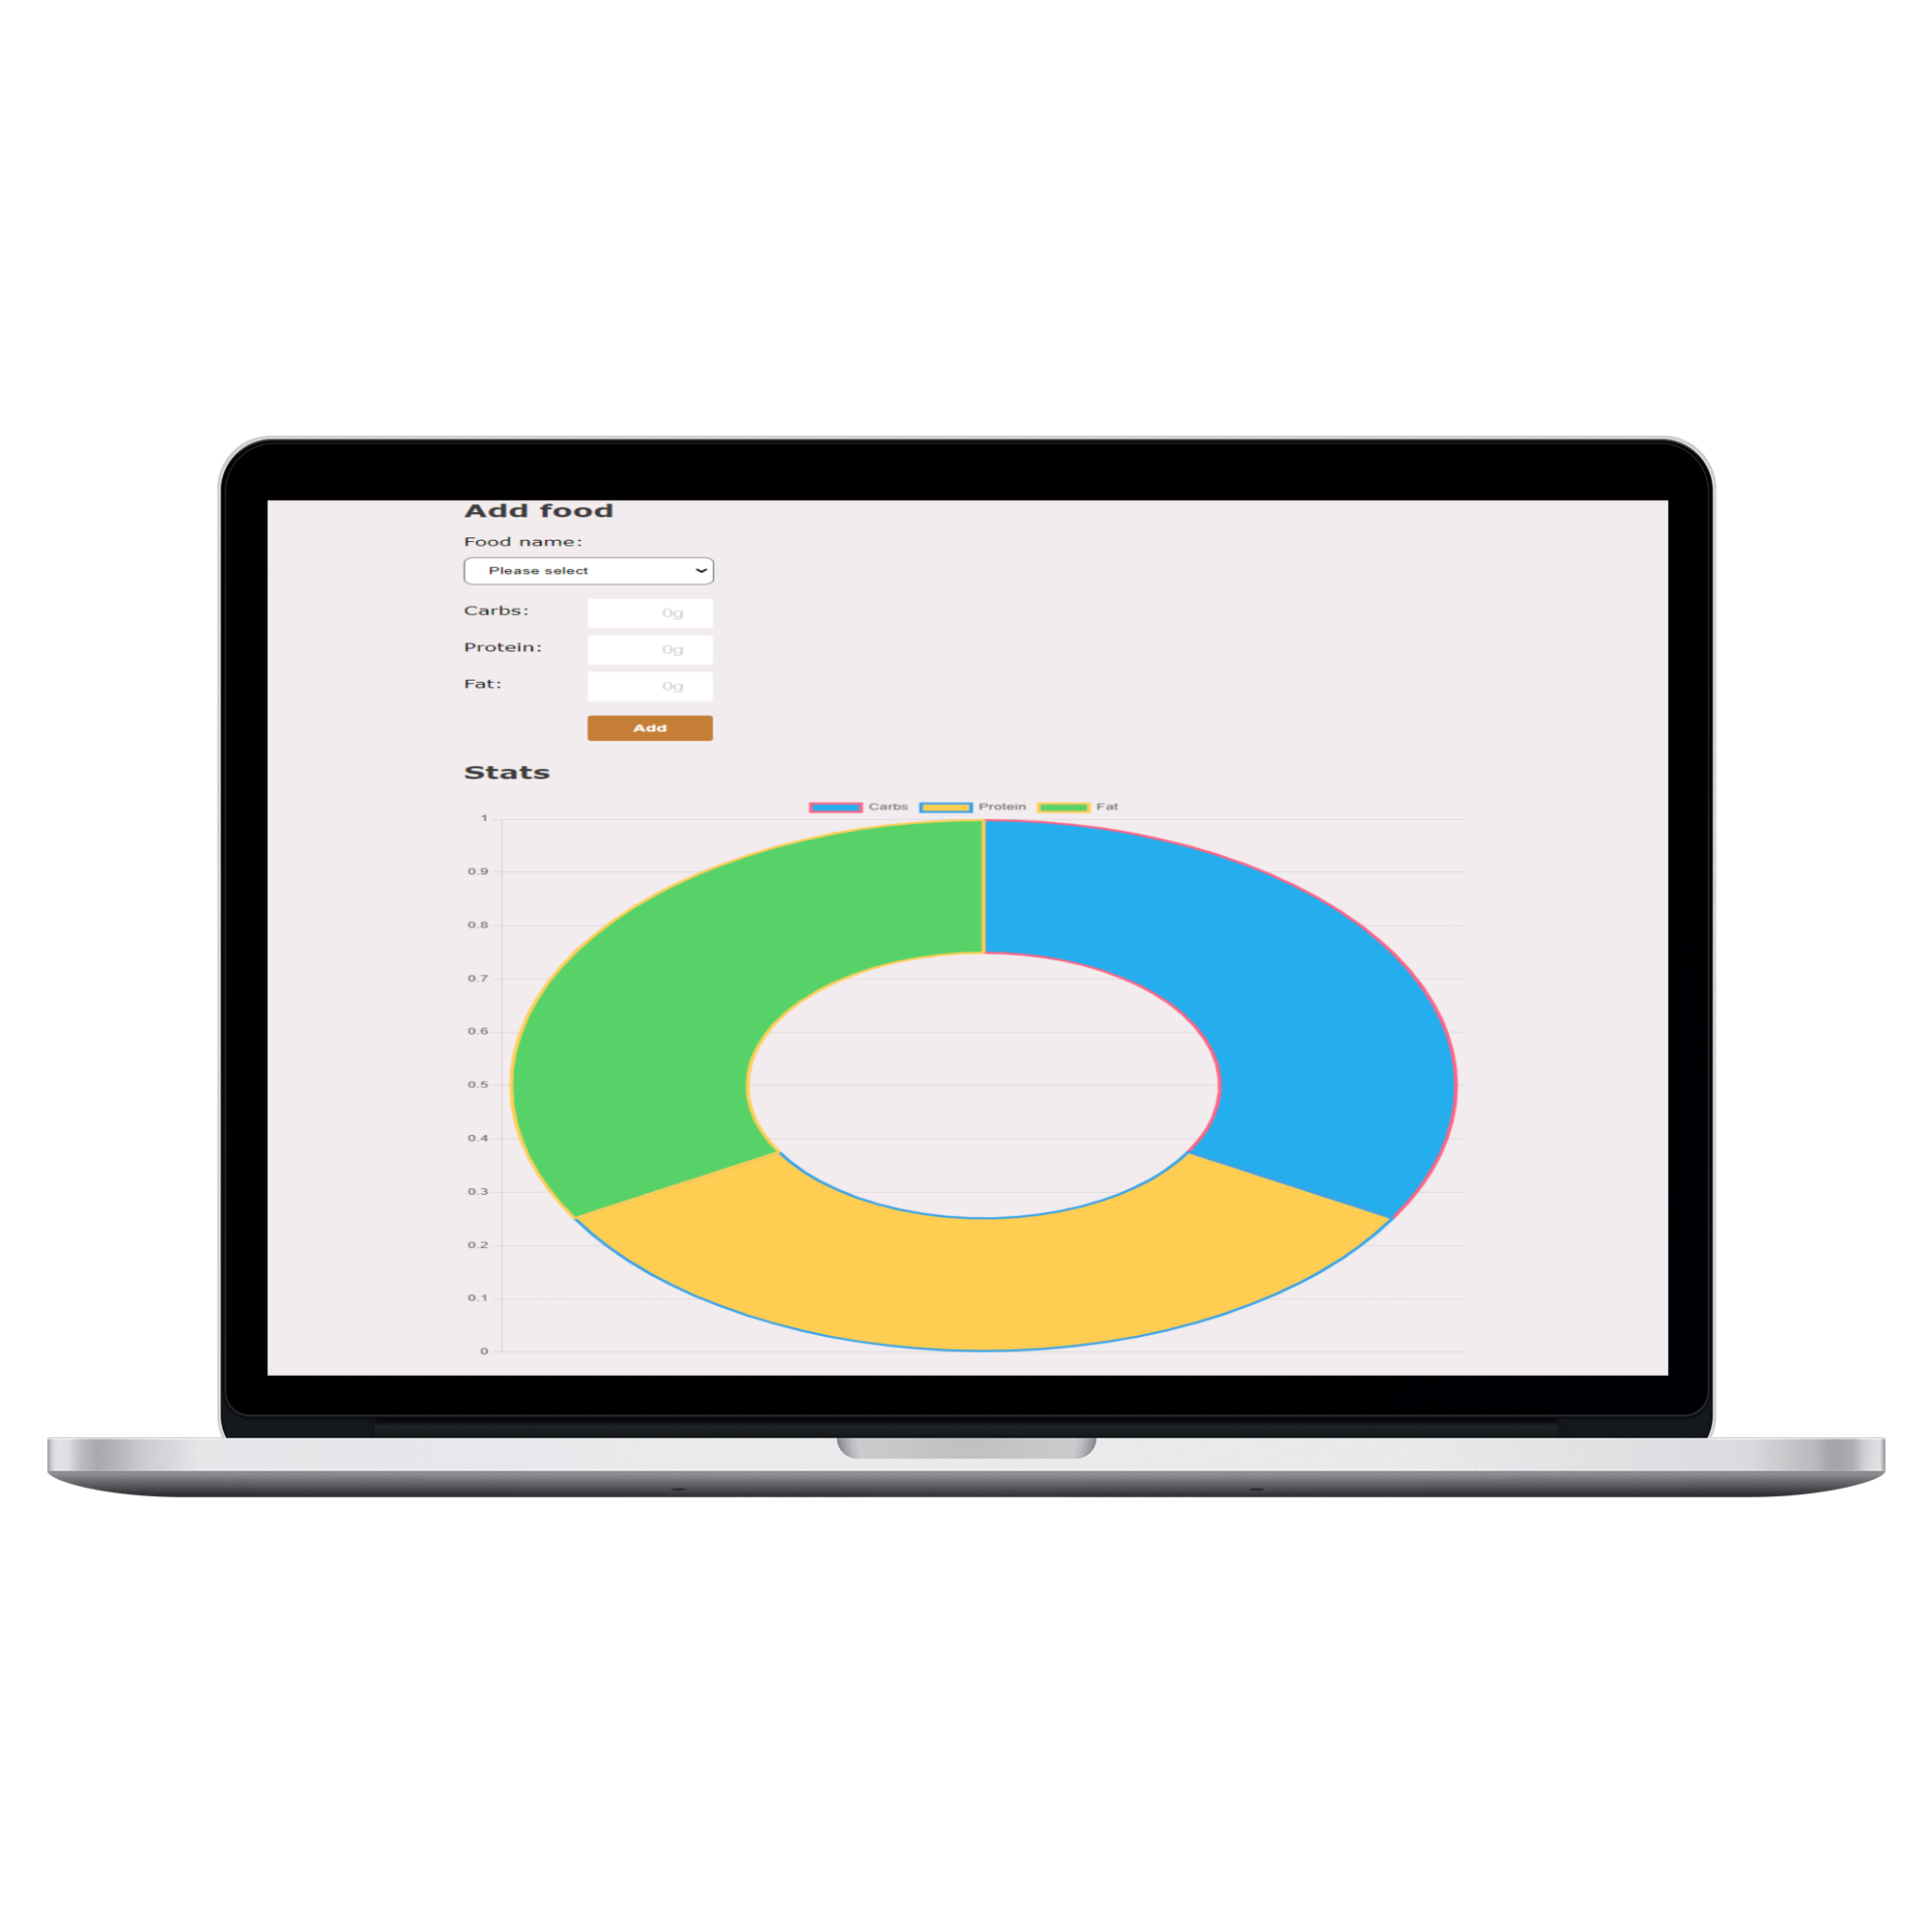 Add food
Food name:
Please select
Carbs: 0g
Protein: 0g
Fat: 0g
Add
Stats
Carbs Protein Fat
1
0.9
0.8
0.7
0.6
0.5
0.4
0.3
0.2
0.1
0